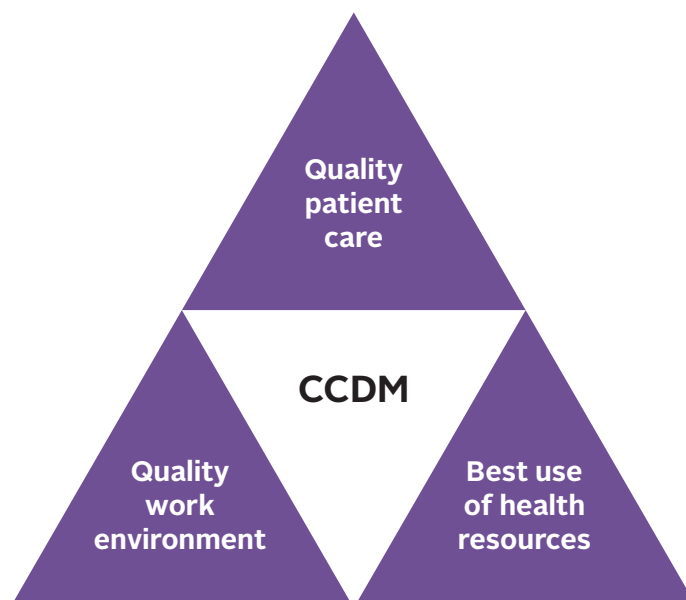 Quality
patient
care
CCDM
Quality
work
environment
Best use
of health
resources